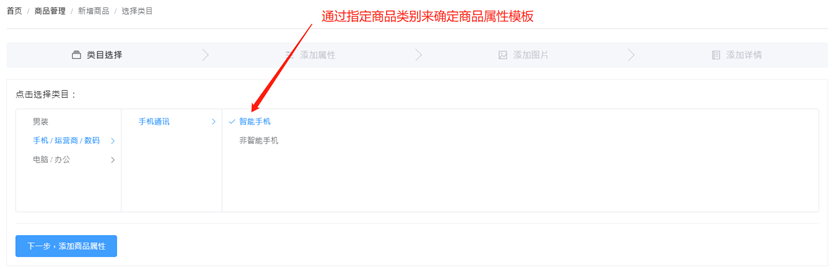 首页 / 商品管理 / 新增商品 / 选择类目
通过指定商品类别来确定商品属性模板
类目选择 添加属性 添加图片 添加详情
点击选择类目：
男装 手机通讯 智能手机
手机 / 运营商 / 数码 非智能手机
电脑 / 办公
下一步，添加商品属性